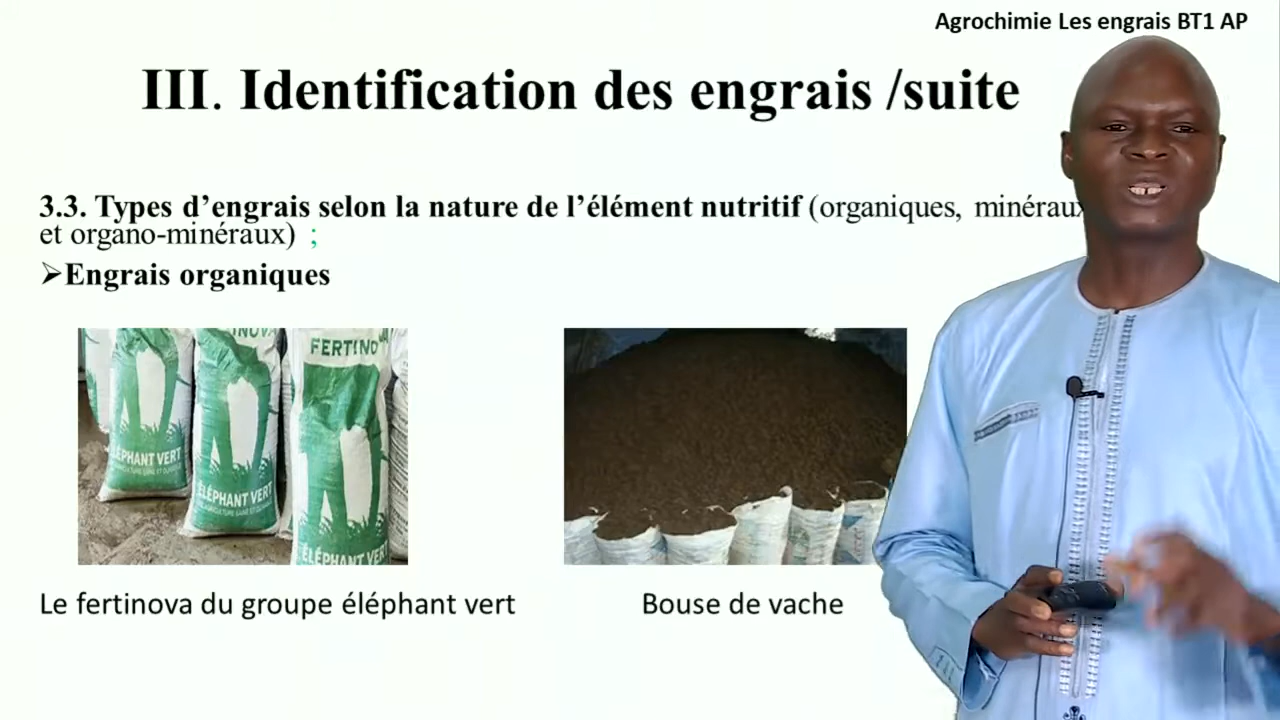 Agrochimie Les engrais BT1 AP
III. Identification des engrais /suite
3.3. Types d’engrais selon la nature de l’élément nutritif (organiques, minéraux
et organo-minéraux) ;
➢Engrais organiques
FERTINO
ÉLÉPHANT VERT
ÉLÉPHANT VERT
ÉLÉPHANT VERT
Le fertinova du groupe éléphant vert
Bouse de vache